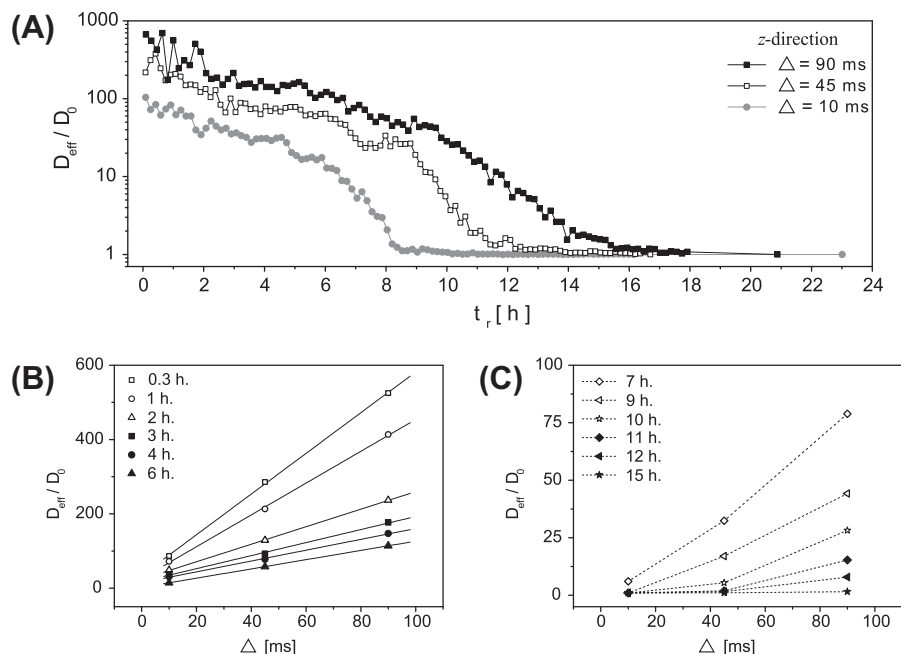 (A)
1000
100
10
1
D_eff / D_0
z-direction
△ = 90 ms
△ = 45 ms
△ = 10 ms
0 2 4 6 8 10 12 14 16 18 20 22 24
t_r [ h ]
(B)
600
400
200
0
D_eff / D_0
0.3 h.
1 h.
2 h.
3 h.
4 h.
6 h.
0 20 40 60 80 100
△ [ms]
(C)
100
75
50
25
0
D_eff / D_0
7 h.
9 h.
10 h.
11 h.
12 h.
15 h.
0 20 40 60 80 100
△ [ms]